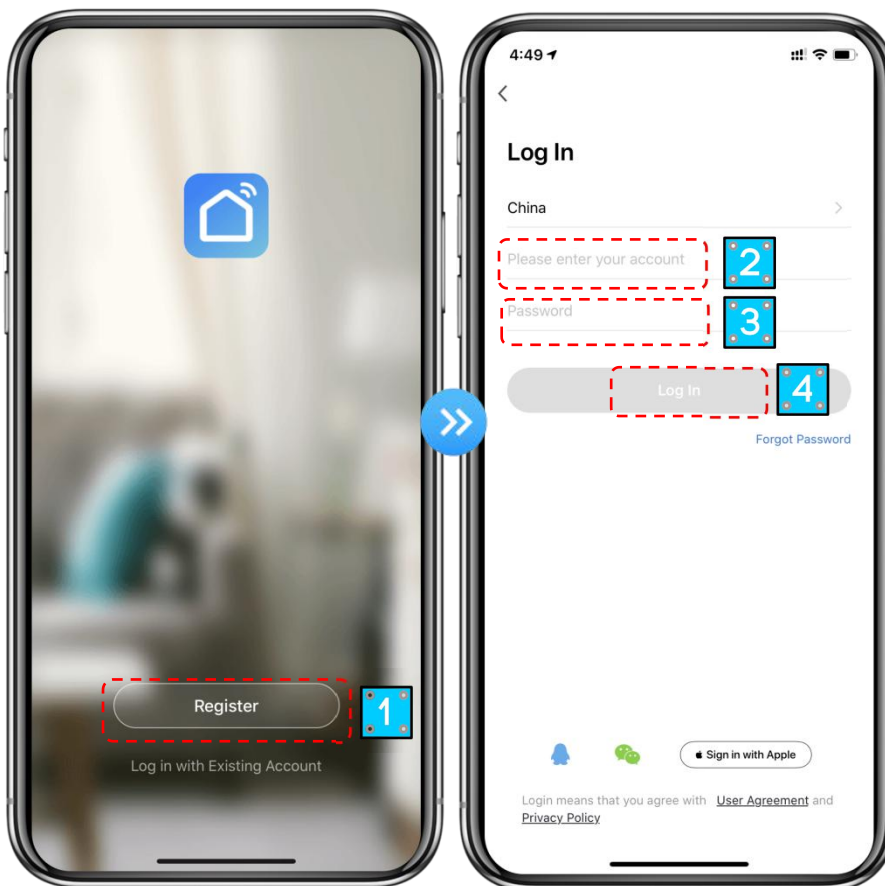 Register
1
Log in with Existing Account
4:49
Log In
China
Please enter your account
2
Password
3
Log In
4
Forgot Password
Sign in with Apple
Login means that you agree with User Agreement and
Privacy Policy